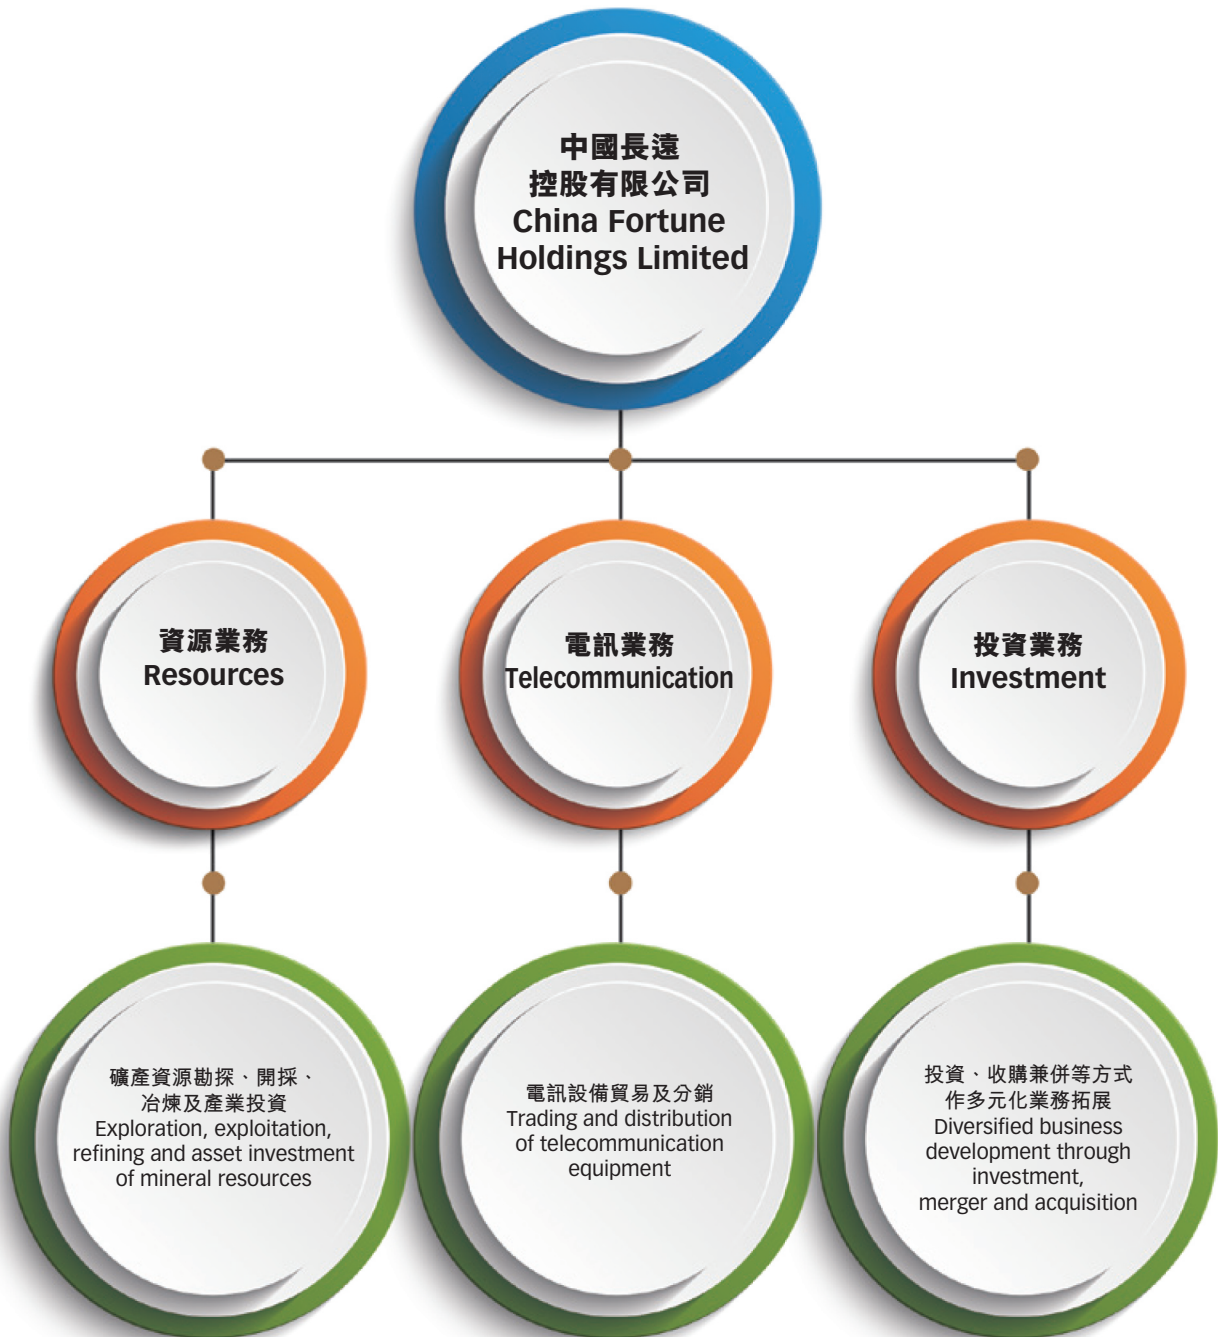 中國長遠
控股有限公司
China Fortune
Holdings Limited
資源業務
Resources
電訊業務
Telecommunication
投資業務
Investment
礦產資源勘探、開採、
冶煉及產業投資
Exploration, exploitation,
refining and asset investment
of mineral resources
電訊設備貿易及分銷
Trading and distribution
of telecommunication
equipment
投資、收購兼併等方式
作多元化業務拓展
Diversified business
development through
investment,
merger and acquisition